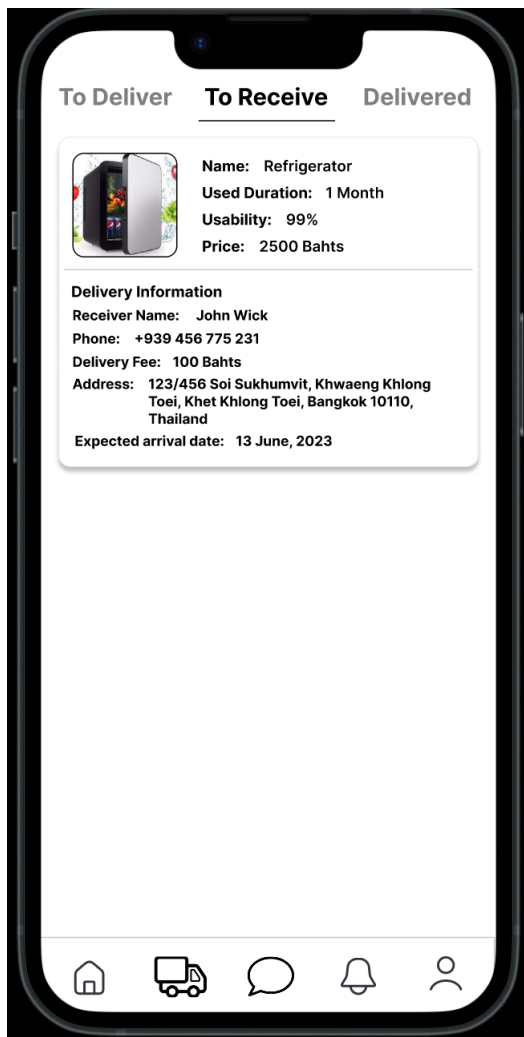 To Deliver To Receive Delivered
Name: Refrigerator
Used Duration: 1 Month
Usability: 99%
Price: 2500 Bahts
Delivery Information
Receiver Name: John Wick
Phone: +939 456 775 231
Delivery Fee: 100 Bahts
Address: 123/456 Soi Sukhumvit, Khwaeng Khlong
Toei, Khet Khlong Toei, Bangkok 10110,
Thailand
Expected arrival date: 13 June, 2023